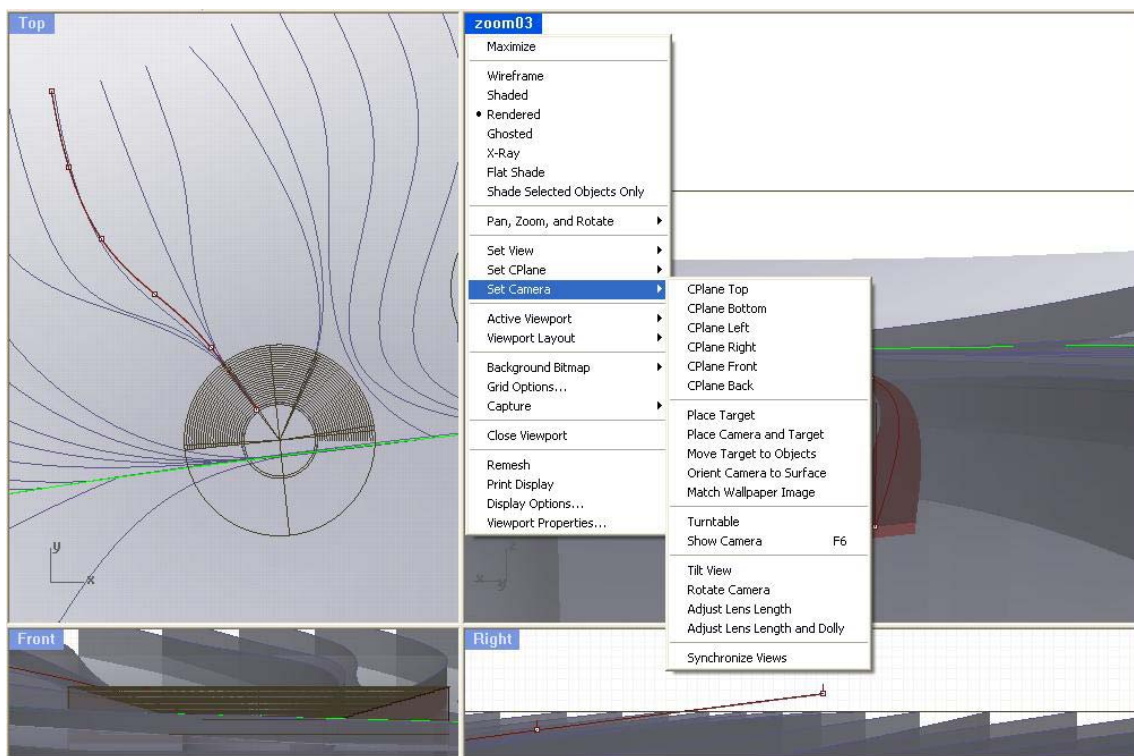 Top
zoom03
Maximize
Wireframe
Shaded
Rendered
Ghosted
X-Ray
Flat Shade
Shade Selected Objects Only
Pan, Zoom, and Rotate
Set View
Set CPlane
Set Camera
Active Viewport
Viewport Layout
Background Bitmap
Grid Options...
Capture
Close Viewport
Remesh
Print Display
Display Options...
Viewport Properties...
CPlane Top
CPlane Bottom
CPlane Left
CPlane Right
CPlane Front
CPlane Back
Place Target
Place Camera and Target
Move Target to Objects
Orient Camera to Surface
Match Wallpaper Image
Turntable
Show Camera F6
Tilt View
Rotate Camera
Adjust Lens Length
Adjust Lens Length and Dolly
Synchronize Views
y
x
z
x
y
Front
Right